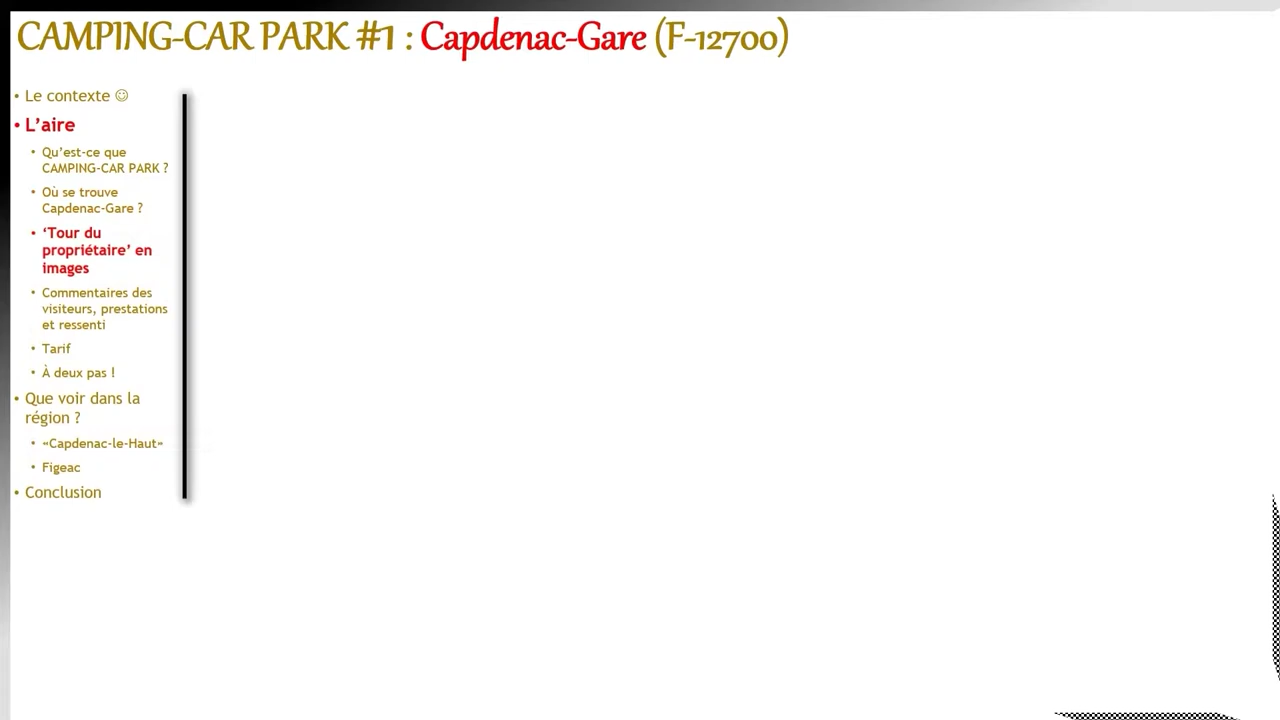 CAMPING-CAR PARK #1 : Capdenac-Gare (F-12700)
• Le contexte ☺
• L’aire
• Qu’est-ce que
CAMPING-CAR PARK ?
• Où se trouve
Capdenac-Gare ?
• ‘Tour du
propriétaire’ en
images
• Commentaires des
visiteurs, prestations
et ressenti
• Tarif
• À deux pas !
• Que voir dans la
région ?
• «Capdenac-le-Haut»
• Figeac
• Conclusion